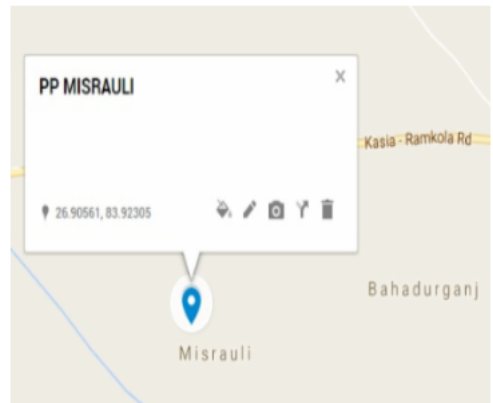 PP MISRAULI
Kasia - Ramkola Rd
26.90561, 83.92305
Bahadurganj
Misrauli